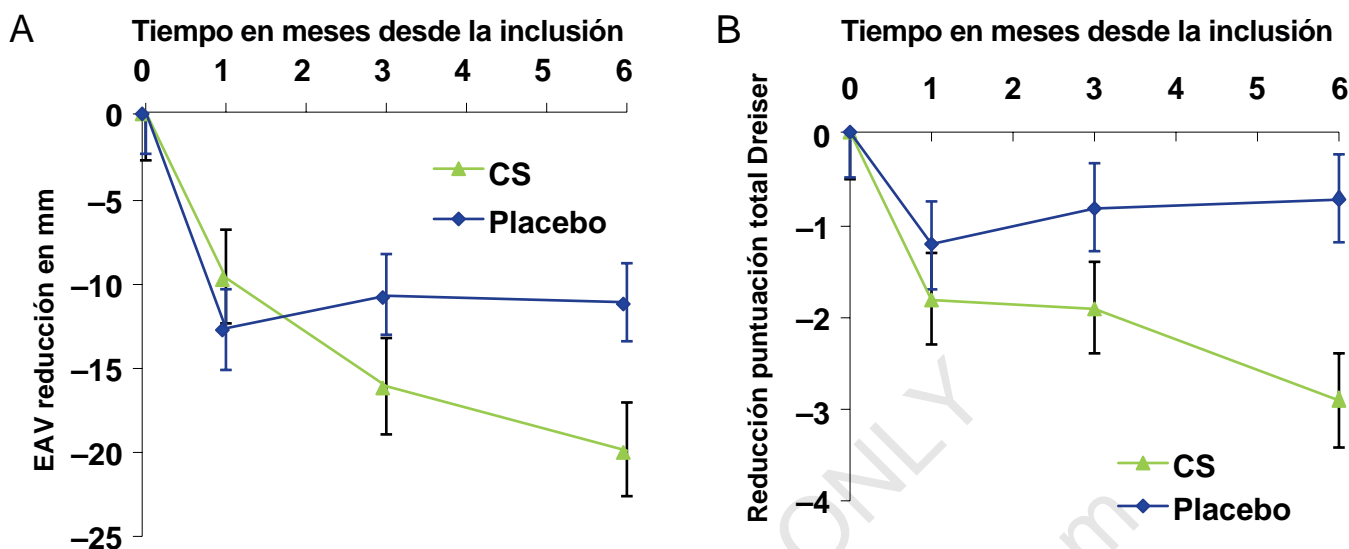 A
Tiempo en meses desde la inclusión
0 1 2 3 4 5 6
EAV reducción en mm
0
–5
–10
–15
–20
–25
CS
Placebo
B
Tiempo en meses desde la inclusión
0 1 2 3 4 5 6
Reducción puntuación total Dreiser
0
–1
–2
–3
–4
CS
Placebo
ONLY